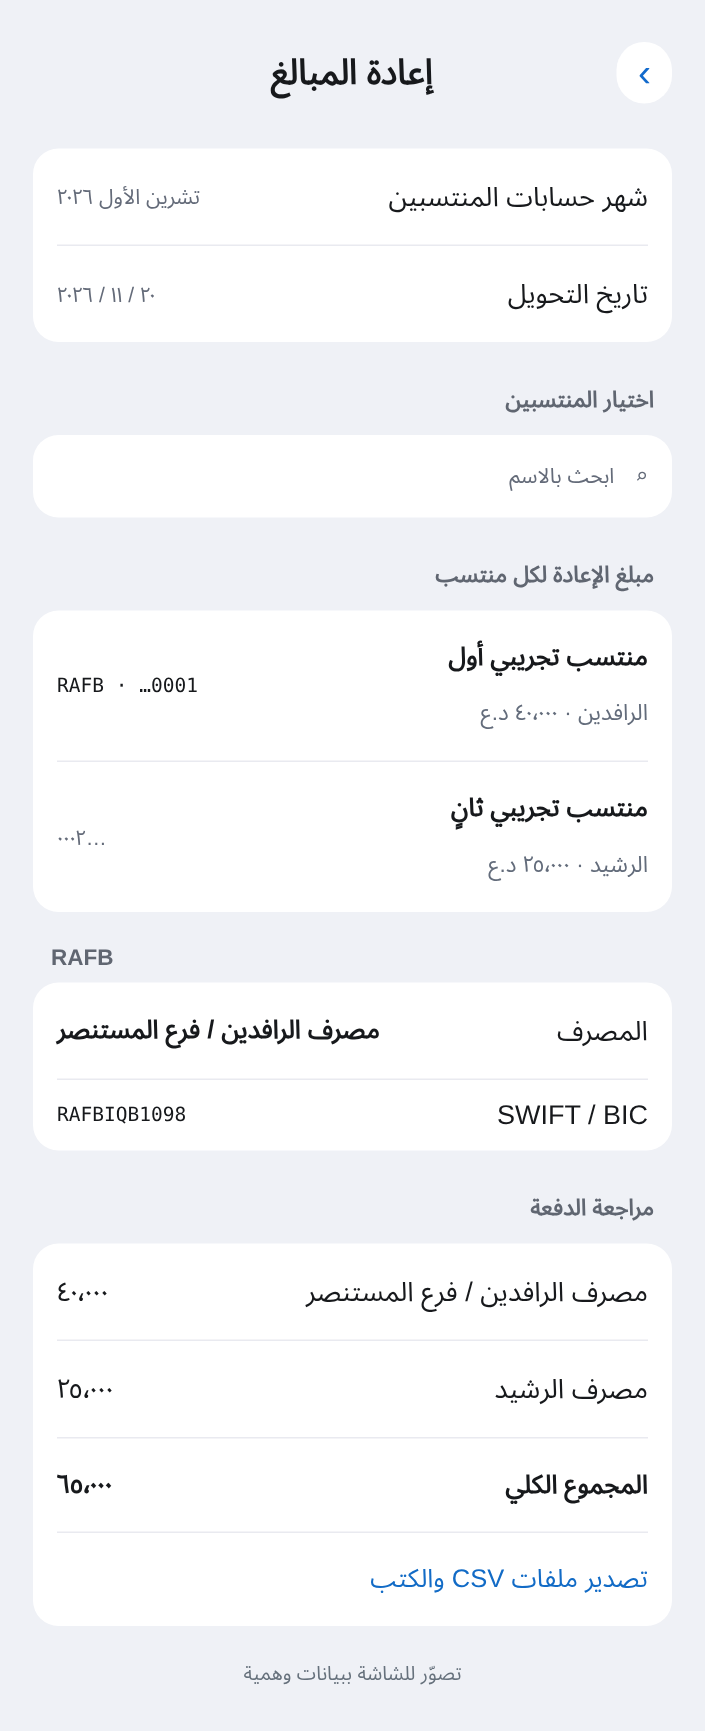 إعادة المبالغ
شهر حسابات المنتسبين
تشرين الأول ٢٠٢٦
تاريخ التحويل
٢٠ / ١١ / ٢٠٢٦
اختيار المنتسبين
ابحث بالاسم
مبلغ الإعادة لكل منتسب
منتسب تجريبي أول
الرافدين · ٤٠،٠٠٠ د.ع
RAFB · …0001
منتسب تجريبي ثانٍ
الرشيد · ٢٥،٠٠٠ د.ع
…٠٠٠٢
RAFB
المصرف
مصرف الرافدين / فرع المستنصر
SWIFT / BIC
RAFBIQB1098
مراجعة الدفعة
مصرف الرافدين / فرع المستنصر
٤٠،٠٠٠
مصرف الرشيد
٢٥،٠٠٠
المجموع الكلي
٦٥،٠٠٠
تصدير ملفات CSV والكتب
تصوّر للشاشة ببيانات وهمية